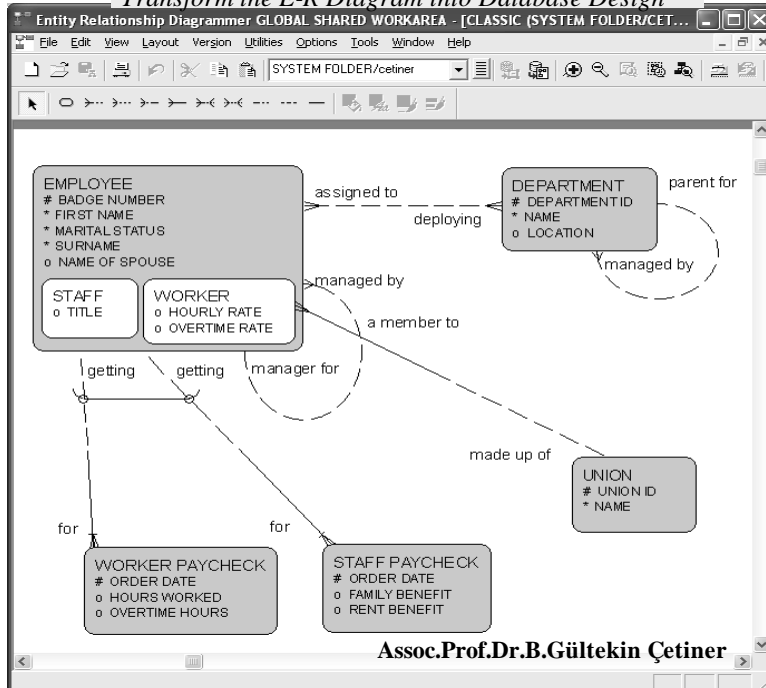 Transform the E-R Diagram into Database Design
Entity Relationship Diagrammer GLOBAL SHARED WORKAREA - [CLASSIC (SYSTEM FOLDER/CET...
File Edit View Layout Version Utilities Options Tools Window Help
SYSTEM FOLDER/cetiner
EMPLOYEE
# BADGE NUMBER
* FIRST NAME
* MARITAL STATUS
* SURNAME
o NAME OF SPOUSE
STAFF
o TITLE
WORKER
o HOURLY RATE
o OVERTIME RATE
assigned to
deploying
DEPARTMENT
# DEPARTMENT ID
* NAME
o LOCATION
parent for
managed by
managed by
a member to
manager for
getting
getting
made up of
UNION
# UNION ID
* NAME
for
for
WORKER PAYCHECK
# ORDER DATE
o HOURS WORKED
o OVERTIME HOURS
STAFF PAYCHECK
# ORDER DATE
o FAMILY BENEFIT
o RENT BENEFIT
Assoc.Prof.Dr.B.Gültekin Çetiner